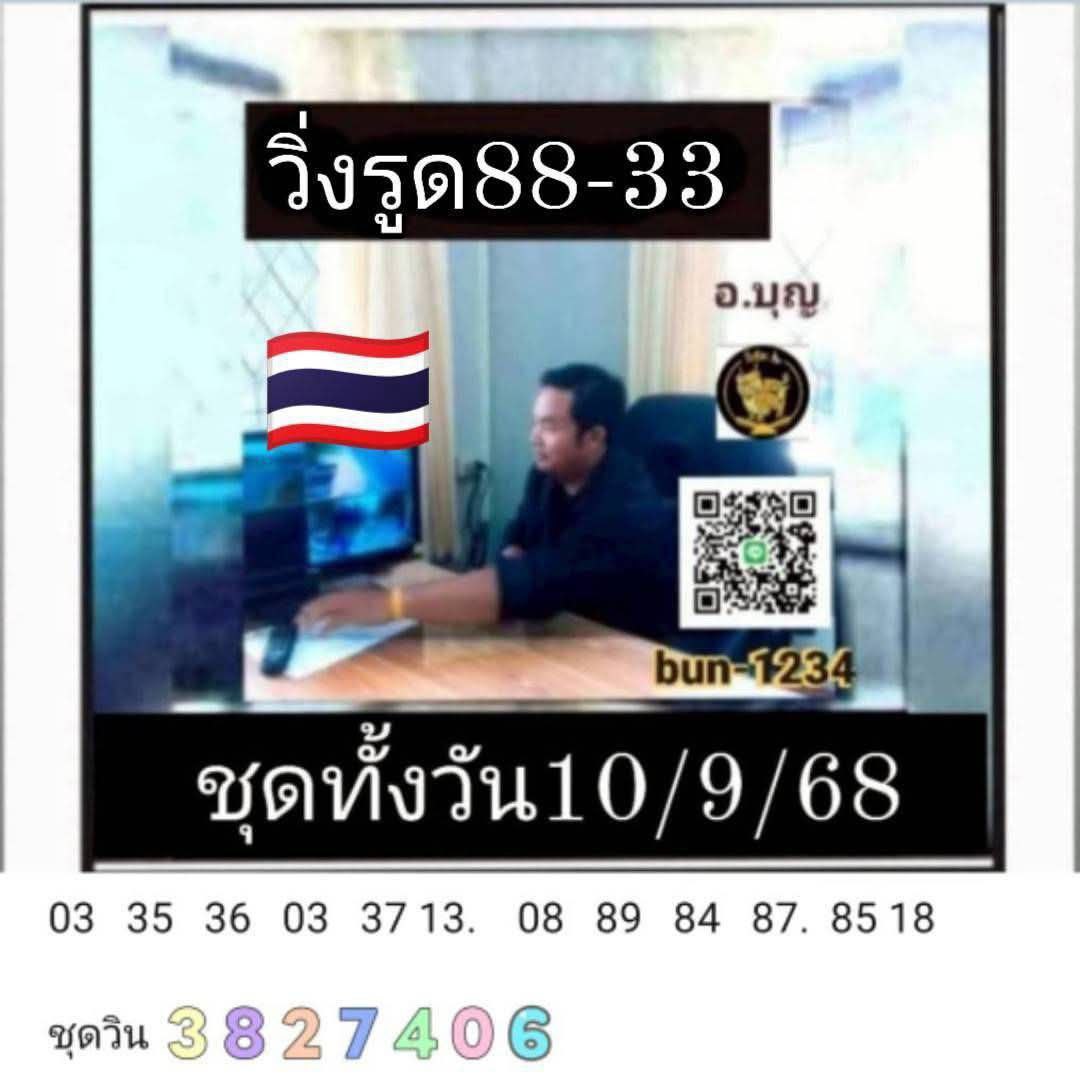 วิ่งรูด88-33
อ.บุญ
bun-1234
ชุดทั้งวัน10/9/68
03 35 36 03 37 13. 08 89 84 87. 85 18
ชุดวิน 3827406